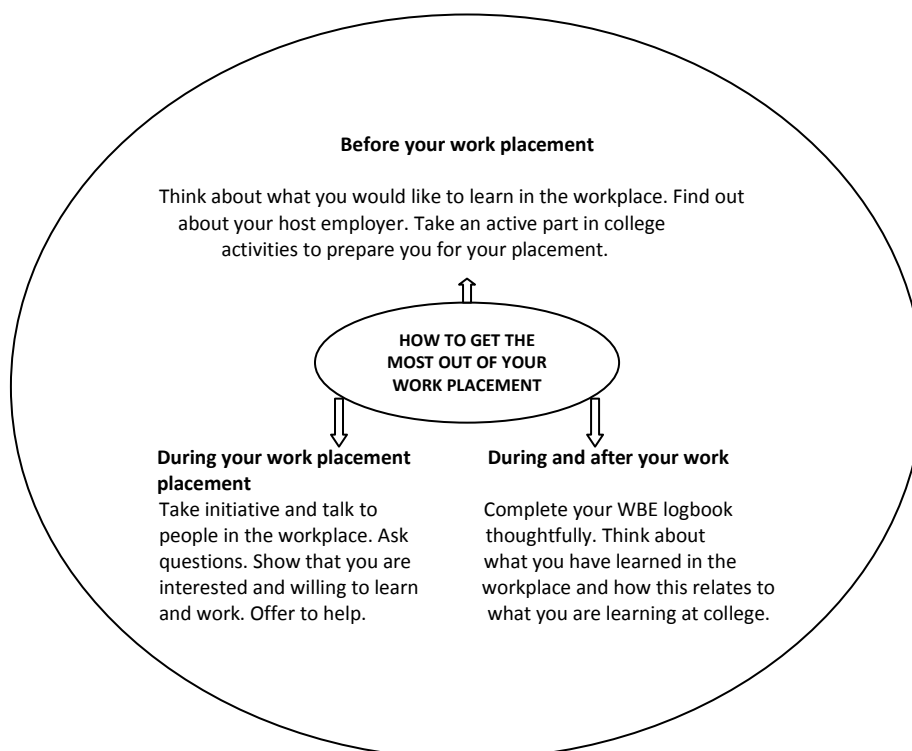 Before your work placement
Think about what you would like to learn in the workplace. Find out
about your host employer. Take an active part in college
activities to prepare you for your placement.
HOW TO GET THE
MOST OUT OF YOUR
WORK PLACEMENT
During your work placement
placement
Take initiative and talk to
people in the workplace. Ask
questions. Show that you are
interested and willing to learn
and work. Offer to help.
During and after your work
Complete your WBE logbook
thoughtfully. Think about
what you have learned in the
workplace and how this relates to
what you are learning at college.